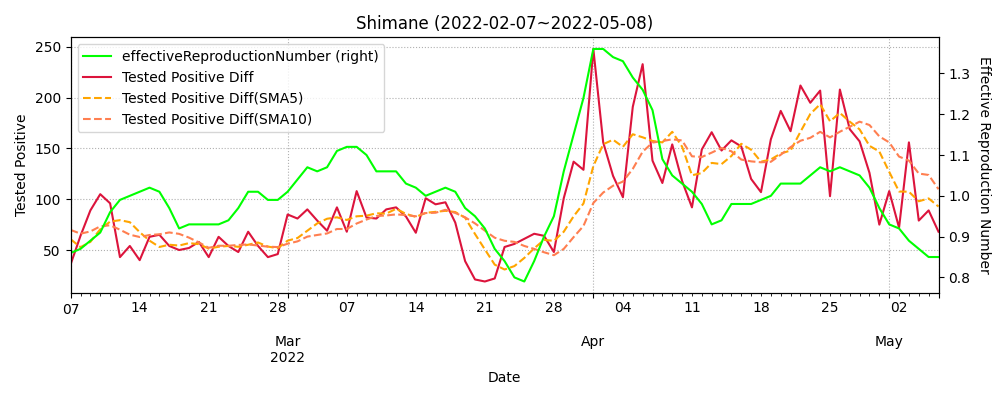 Shimane (2022-02-07~2022-05-08)
effectiveReproductionNumber (right)
Tested Positive Diff
Tested Positive Diff(SMA5)
Tested Positive Diff(SMA10)
Tested Positive
250
200
150
100
50
1.3
1.2
1.1
1.0
0.9
0.8
Effective Reproduction Number
07 14 21 28 07 14 21 28 04 11 18 25 02
Mar Apr May
2022
Date